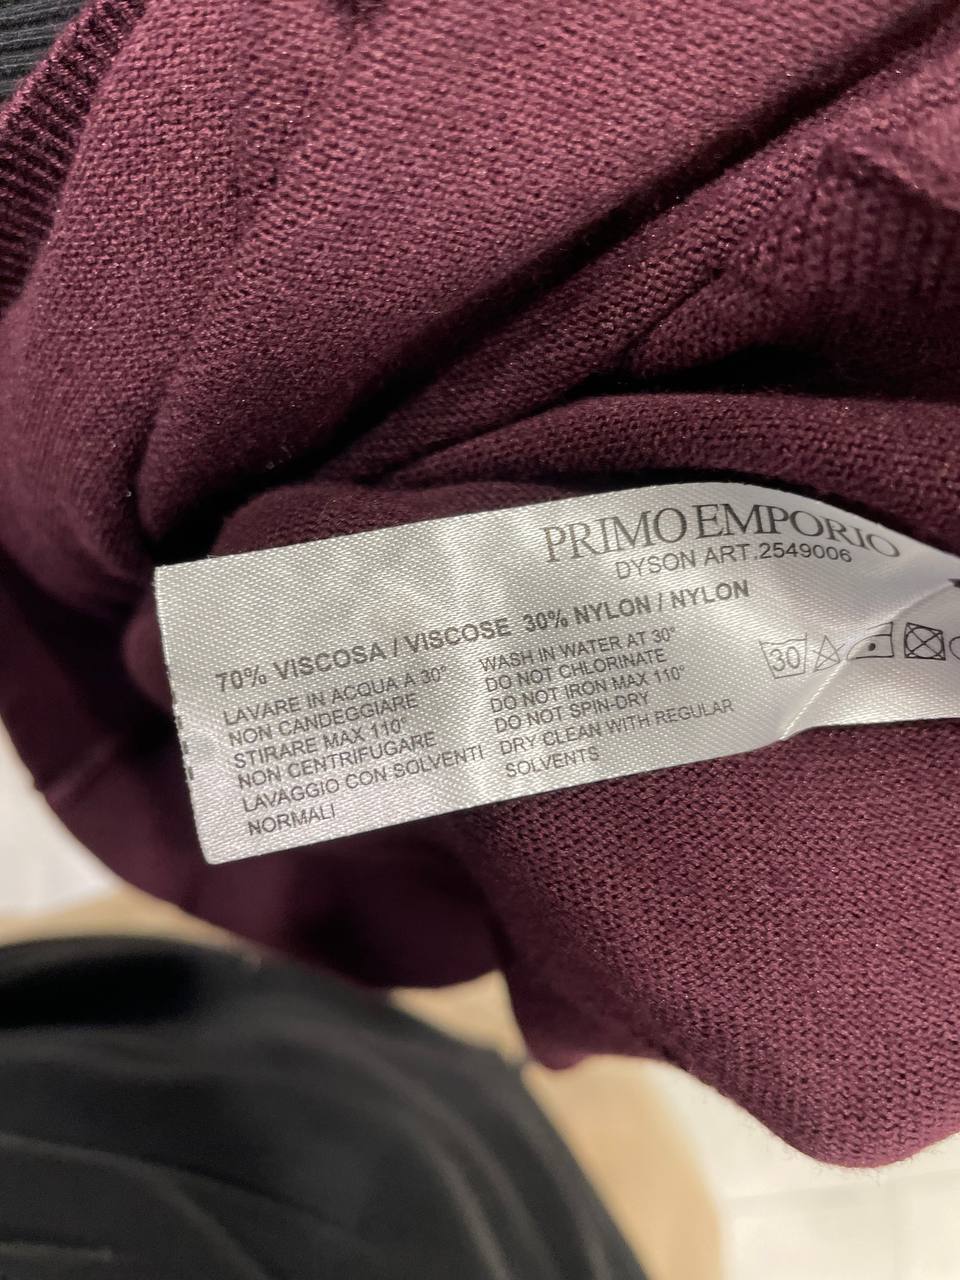 PRIMO EMPORIO
DYSON ART.2549006
70% VISCOSA / VISCOSE 30% NYLON / NYLON
LAVARE IN ACQUA A 30°
NON CANDEGGIARE
STIRARE MAX 110°
NON CENTRIFUGARE
LAVAGGIO CON SOLVENTI
NORMALI
WASH IN WATER AT 30°
DO NOT CHLORINATE
DO NOT IRON MAX 110°
DO NOT SPIN-DRY
DRY CLEAN WITH REGULAR
SOLVENTS
30